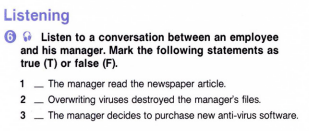 Listening
6 Listen to a conversation between an employee
and his manager. Mark the following statements as
true (T) or false (F).
1 __ The manager read the newspaper article.
2 __ Overwriting viruses destroyed the manager's files.
3 __ The manager decides to purchase new anti-virus software.